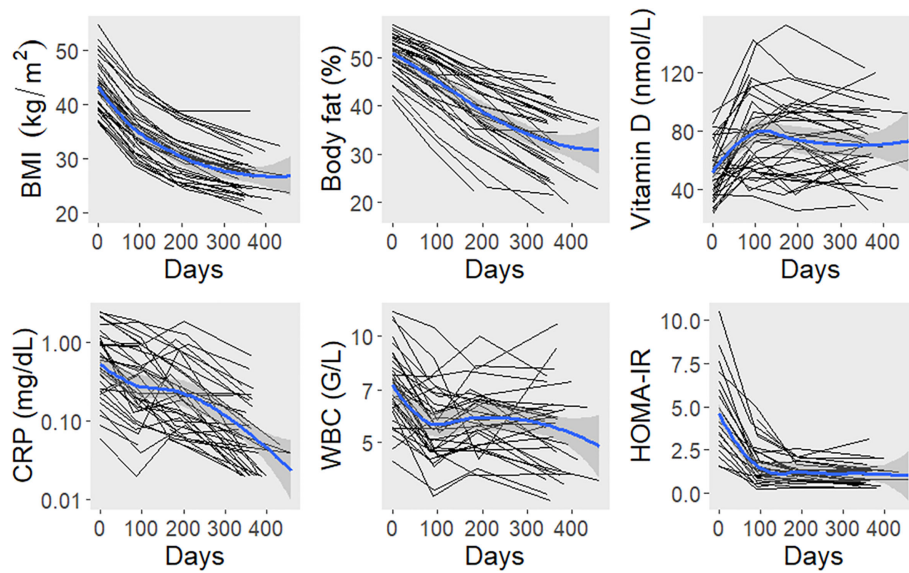 BMI (kg/m²)
50
40
30
20
0 100 200 300 400
Days
Body fat (%)
50
40
30
20
0 100 200 300 400
Days
Vitamin D (nmol/L)
120
80
40
0 100 200 300 400
Days
CRP (mg/dL)
1.00
0.10
0.01
0 100 200 300 400
Days
WBC (G/L)
10
7
5
0 100 200 300 400
Days
HOMA-IR
10.0
7.5
5.0
2.5
0.0
0 100 200 300 400
Days